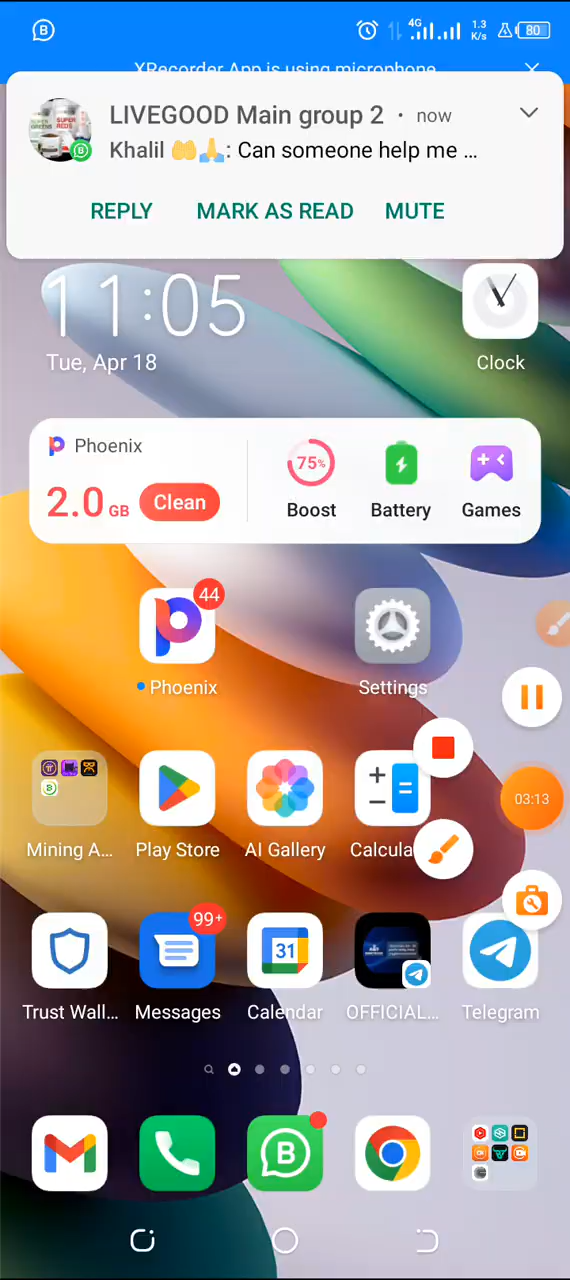 4G 1.3 K/s 80
XRecorder App is using microphone
LIVEGOOD Main group 2 · now
Khalil 🤲🙏: Can someone help me ...
REPLY MARK AS READ MUTE
11:05
Tue, Apr 18
Clock
Phoenix
2.0 GB Clean
75%
Boost Battery Games
44
Phoenix Settings
Mining A... Play Store AI Gallery Calcula
03:13
99+
31
Trust Wall... Messages Calendar OFFICIAL... Telegram